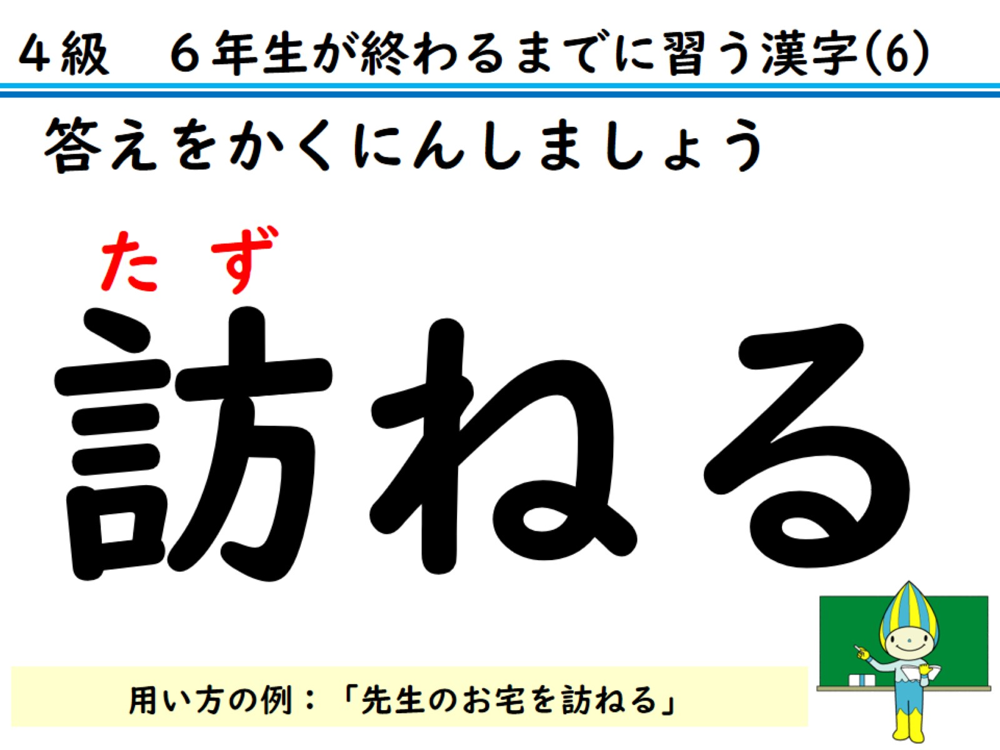 ４級　６年生が終わるまでに習う漢字(6)
答えをかくにんしましょう
たず
訪ねる
用い方の例：「先生のお宅を訪ねる」